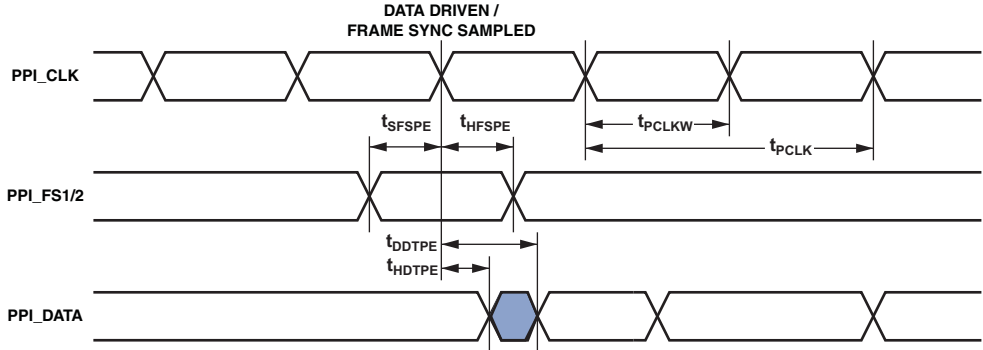 DATA DRIVEN /
FRAME SYNC SAMPLED
PPI_CLK
tSFSPE
tHFSPE
tPCLKW
tPCLK
PPI_FS1/2
tDDTPE
tHDTPE
PPI_DATA